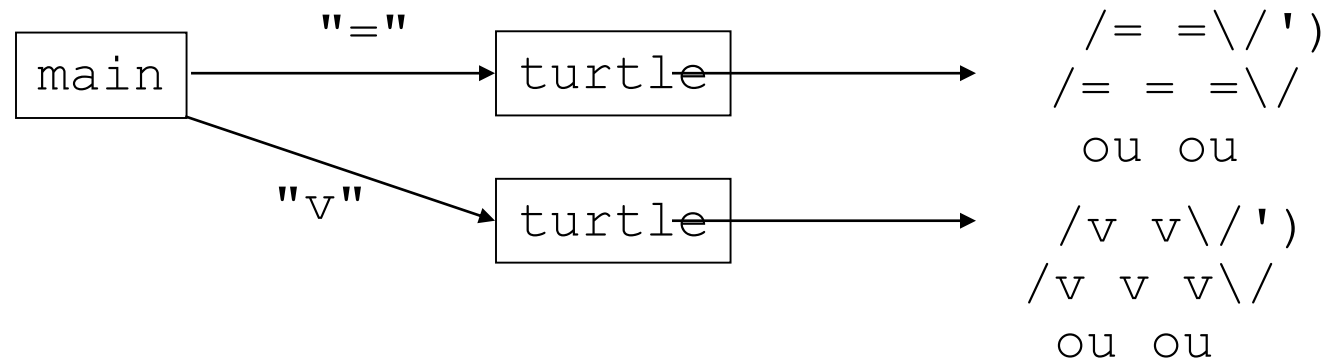 "="
main
turtle
/= =\/')
/= = =\/
ou ou
"v"
turtle
/v v\/')
/v v v\/
ou ou